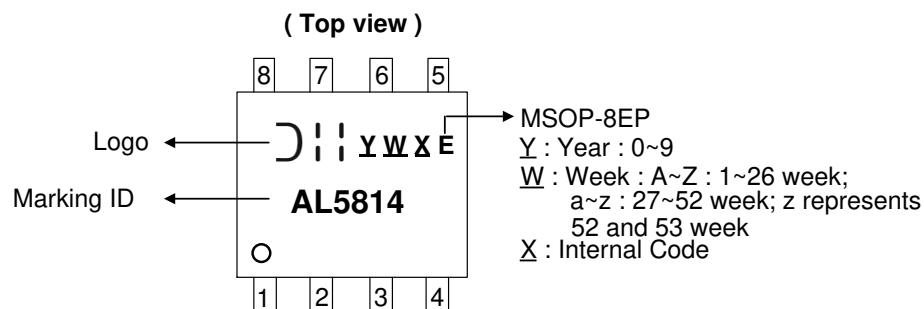 ( Top view )
8 7 6 5
Logo
Y W X E
MSOP-8EP
Y : Year : 0~9
Marking ID
AL5814
W : Week : A~Z : 1~26 week;
a~z : 27~52 week; z represents
52 and 53 week
X : Internal Code
1 2 3 4